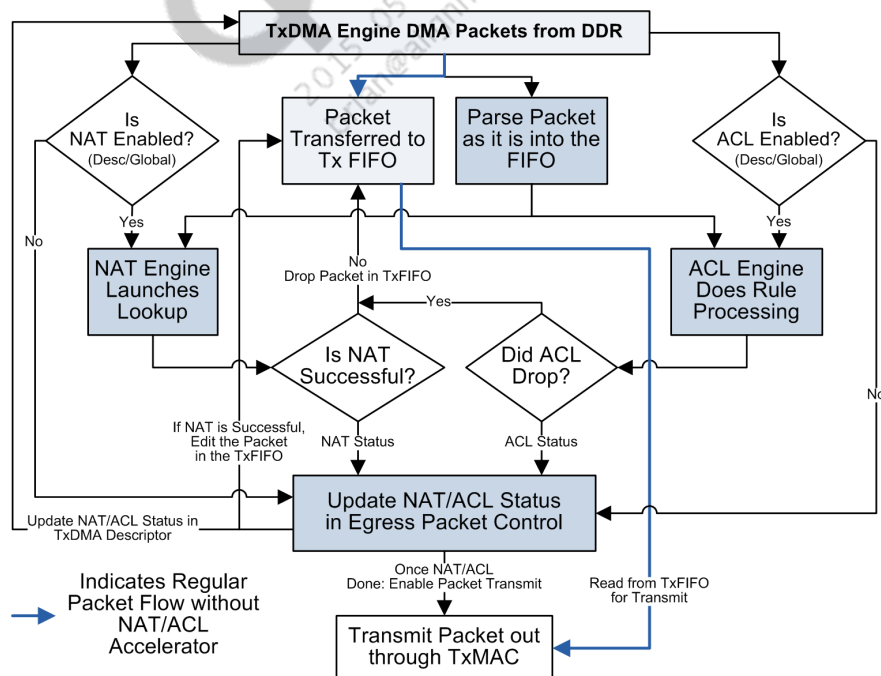 TxDMA Engine DMA Packets from DDR
Is
NAT Enabled?
(Desc/Global)
Packet
Transferred to
Tx FIFO
Parse Packet
as it is into the
FIFO
Is
ACL Enabled?
(Desc/Global)
Yes
Yes
No
NAT Engine
Launches
Lookup
No
Drop Packet in TxFIFO
ACL Engine
Does Rule
Processing
Yes
Is NAT
Successful?
Did ACL
Drop?
No
If NAT is Successful,
Edit the Packet
in the TxFIFO
NAT Status
ACL Status
Update NAT/ACL Status
in Egress Packet Control
Update NAT/ACL Status in
TxDMA Descriptor
Once NAT/ACL
Done: Enable Packet Transmit
Read from TxFIFO
for Transmit
Indicates Regular
Packet Flow without
NAT/ACL
Accelerator
Transmit Packet out
through TxMAC